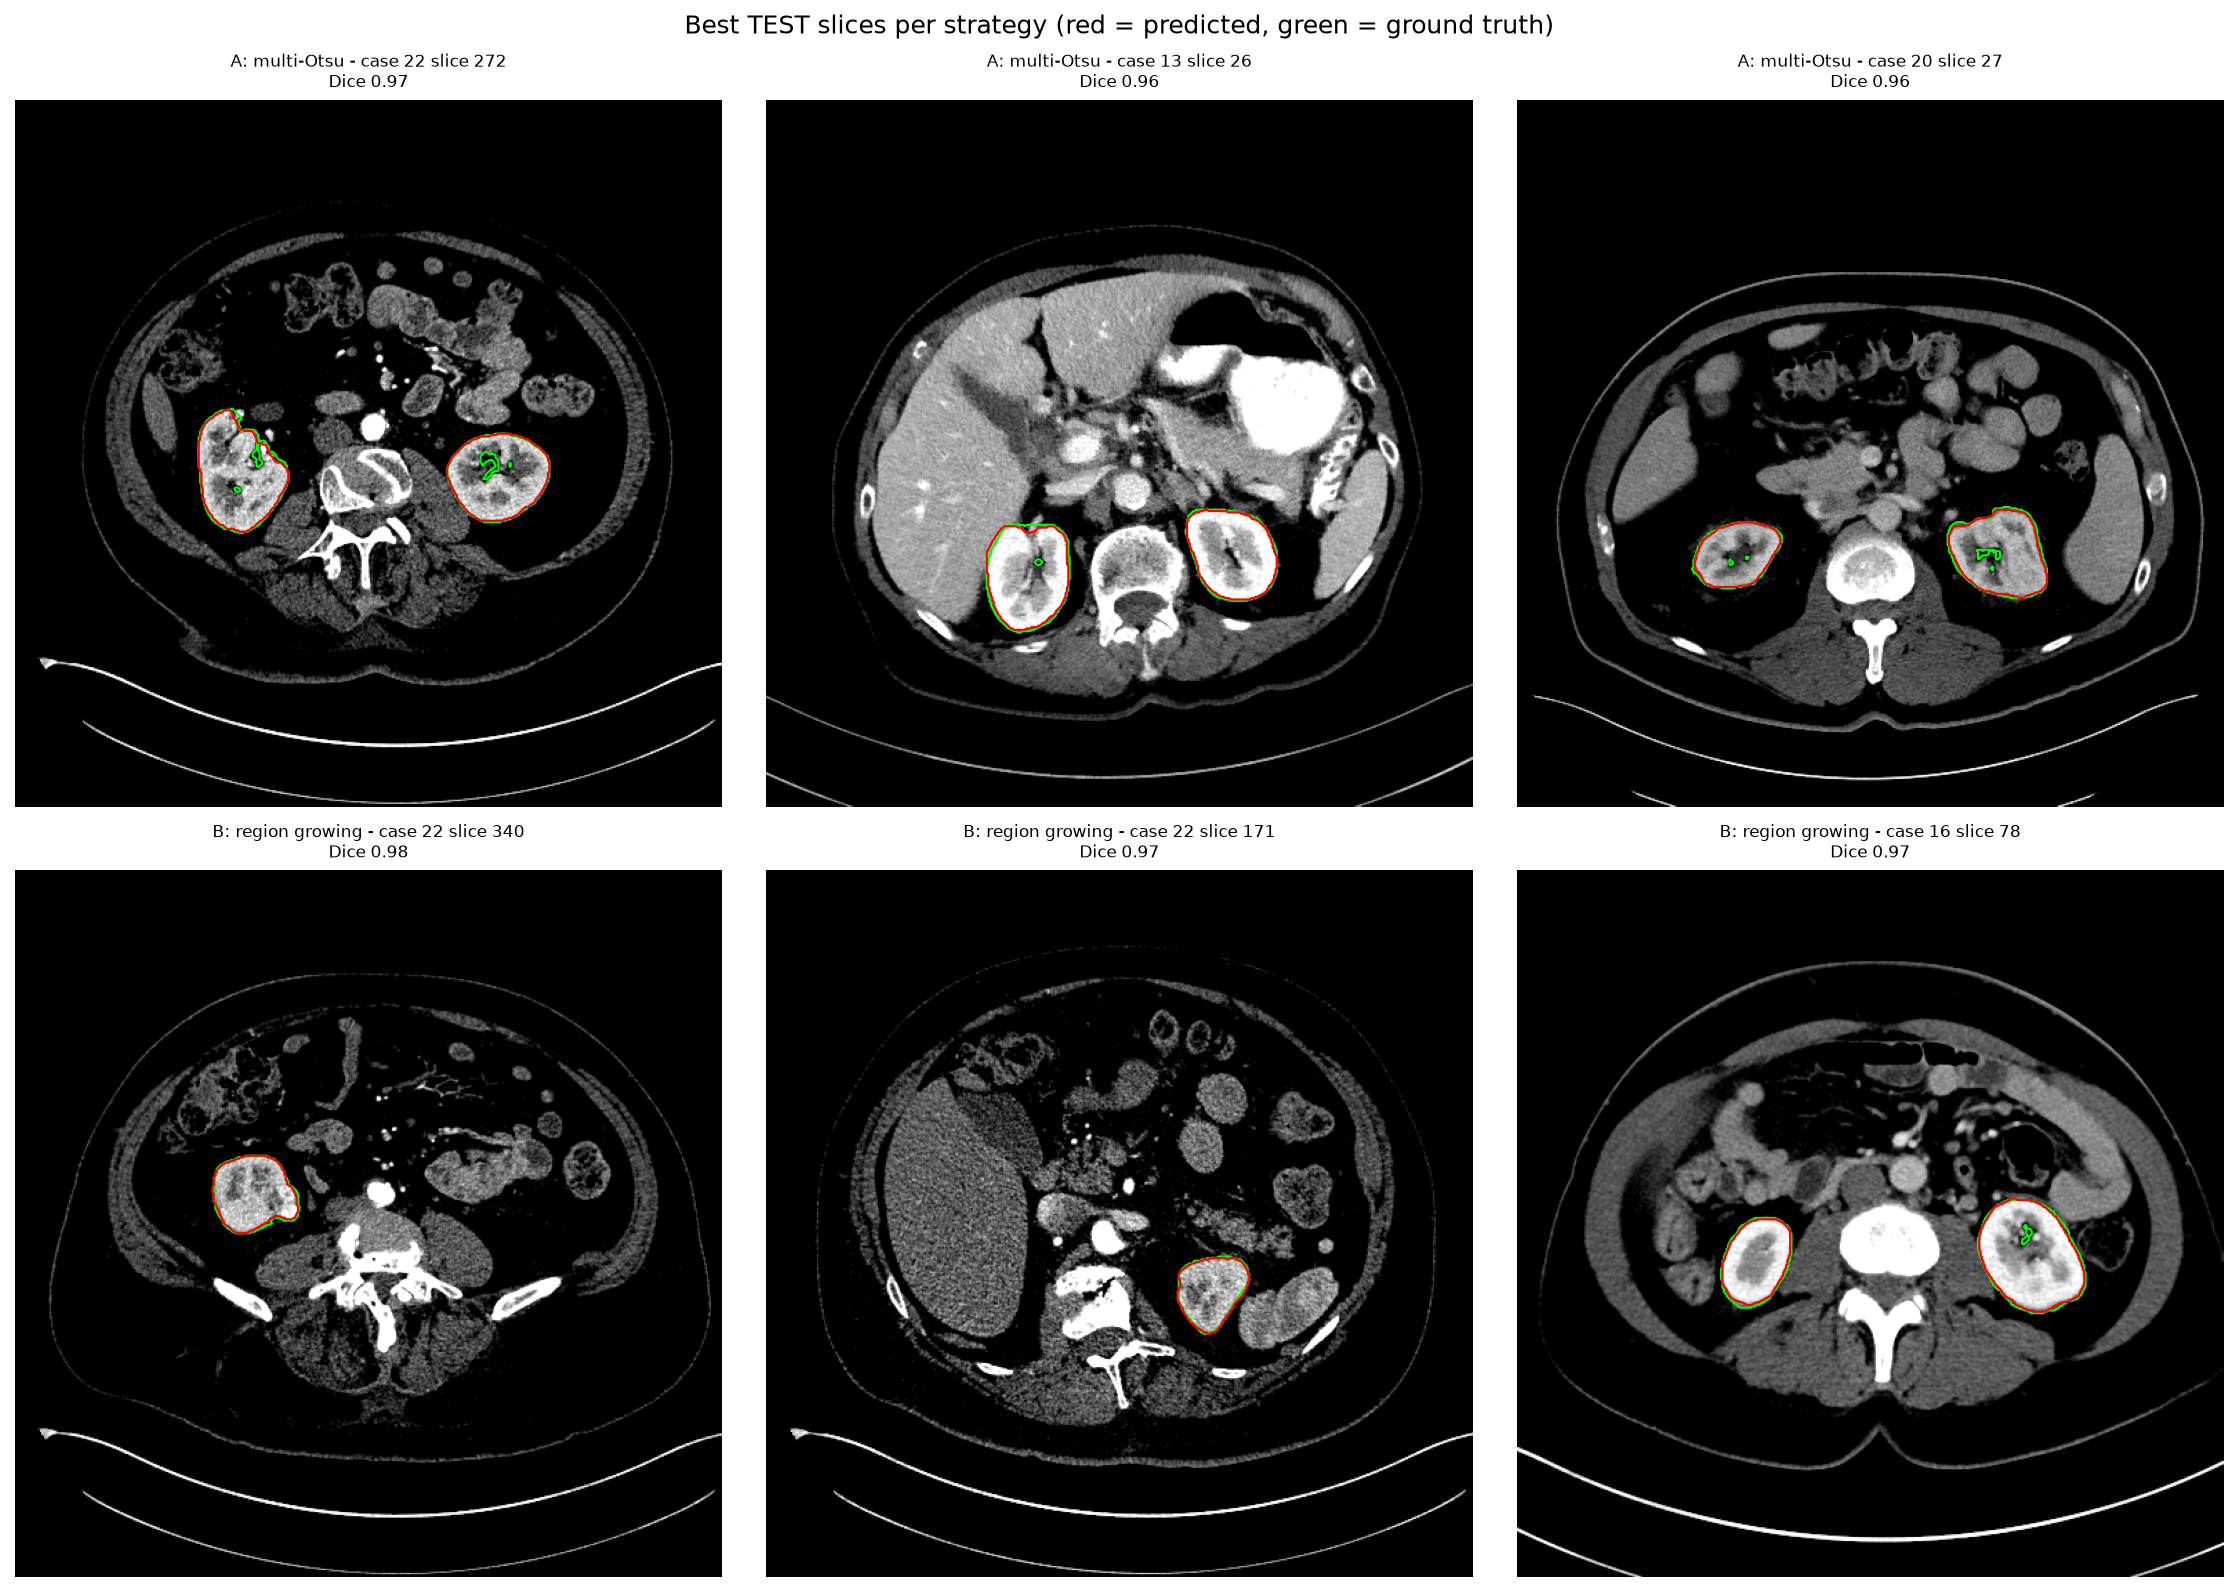 Best TEST slices per strategy (red = predicted, green = ground truth)
A: multi-Otsu - case 22 slice 272
Dice 0.97
A: multi-Otsu - case 13 slice 26
Dice 0.96
A: multi-Otsu - case 20 slice 27
Dice 0.96
B: region growing - case 22 slice 340
Dice 0.98
B: region growing - case 22 slice 171
Dice 0.97
B: region growing - case 16 slice 78
Dice 0.97